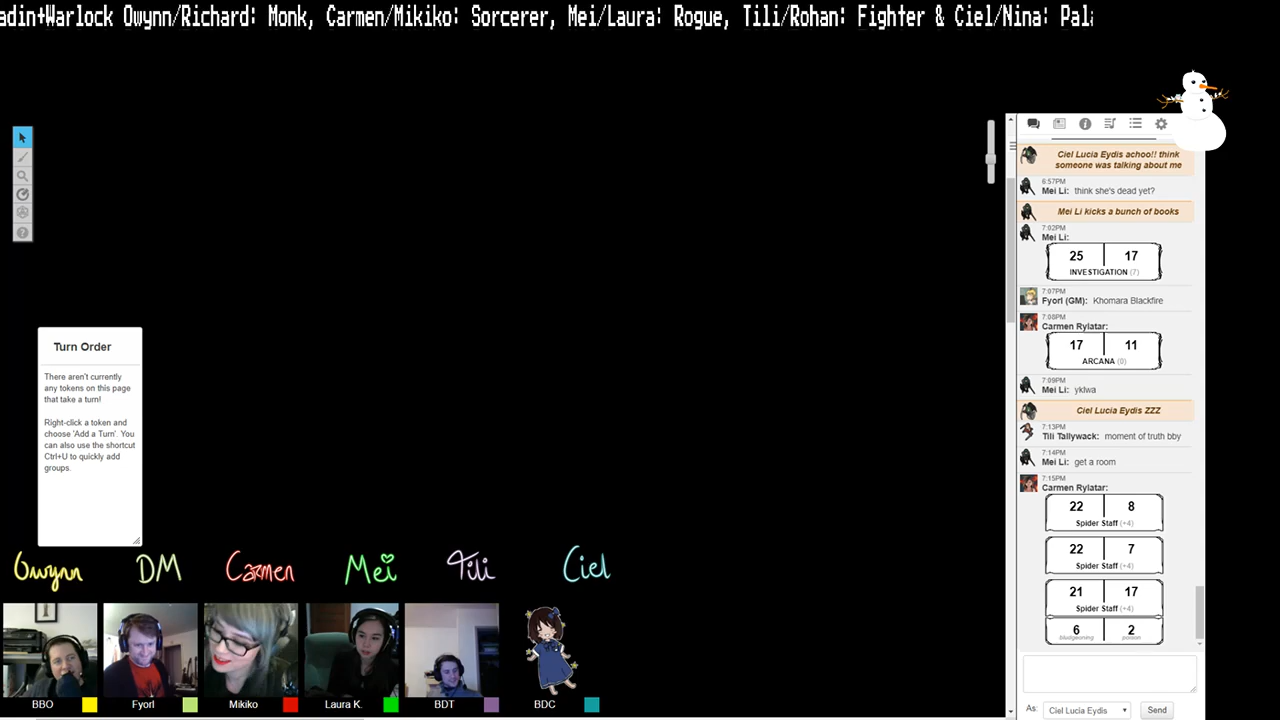 adin+Warlock Owynn/Richard: Monk, Carmen/Mikiko: Sorcerer, Mei/Laura: Rogue, Tili/Rohan: Fighter & Ciel/Nina: Pal
Ciel Lucia Eydis achoo!! think
someone was talking about me
6:57PM
Mei Li: think she's dead yet?
Mei Li kicks a bunch of books
7:02PM
Mei Li:
25 17
INVESTIGATION (7)
7:07PM
Fyorl (GM): Khomara Blackfire
7:08PM
Carmen Rylatar:
17 11
ARCANA (0)
7:09PM
Mei Li: yklwa
Ciel Lucia Eydis ZZZ
7:13PM
Tili Tallywack: moment of truth bby
7:14PM
Mei Li: get a room
7:15PM
Carmen Rylatar:
22 8
Spider Staff (+4)
22 7
Spider Staff (+4)
21 17
Spider Staff (+4)
6 2
bludgeoning poison
As: Ciel Lucia Eydis Send
Turn Order
There aren't currently
any tokens on this page
that take a turn!
Right-click a token and
choose 'Add a Turn'. You
can also use the shortcut
Ctrl+U to quickly add
groups.
Owynn DM Carmen Mei Tili Ciel
BBO Fyorl Mikiko Laura K. BDT BDC